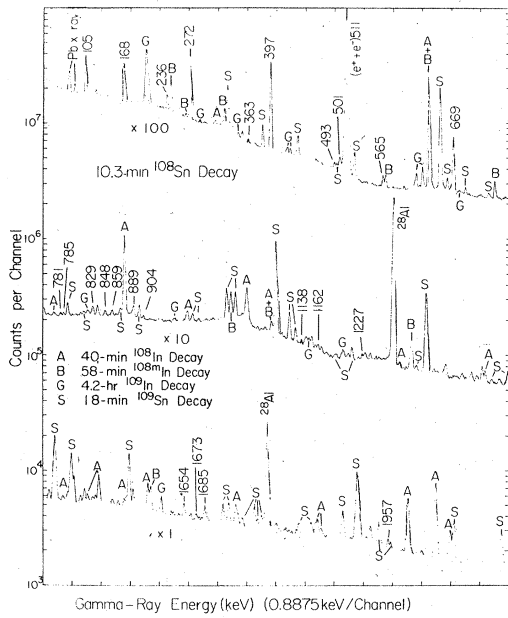 Pb x ray
105
168
G
236
B
B
272
G
A
B
S
G
363
S
397
G
S
493
501
S
(e⁺+e⁻)511
S
565
B
G
A+B
S
S
669
G
S
S
B
10⁷
x 100
10.3-min ¹⁰⁸Sn Decay
10⁶
A
781
785
S
G
S
829
848
859
S
A
889
S
904
G
A
S
S
B
A
A+B
S
S
1138
G
1162
G
S
1227
²⁸Al
A
B
S
A
S
x 10
10⁵
A 40-min ¹⁰⁸In Decay
B 58-min ¹⁰⁸ᵐIn Decay
G 4.2-hr ¹⁰⁹In Decay
S 18-min ¹⁰⁹Sn Decay
S
A
S
A
A
S
A
B
G
1654
1673
1685
S
A
S
²⁸Al
S
A
S
S
S
1957
A
A
A
S
S
10⁴
x 1
10³
Counts per Channel
Gamma-Ray Energy (keV) (0.8875 keV/Channel)